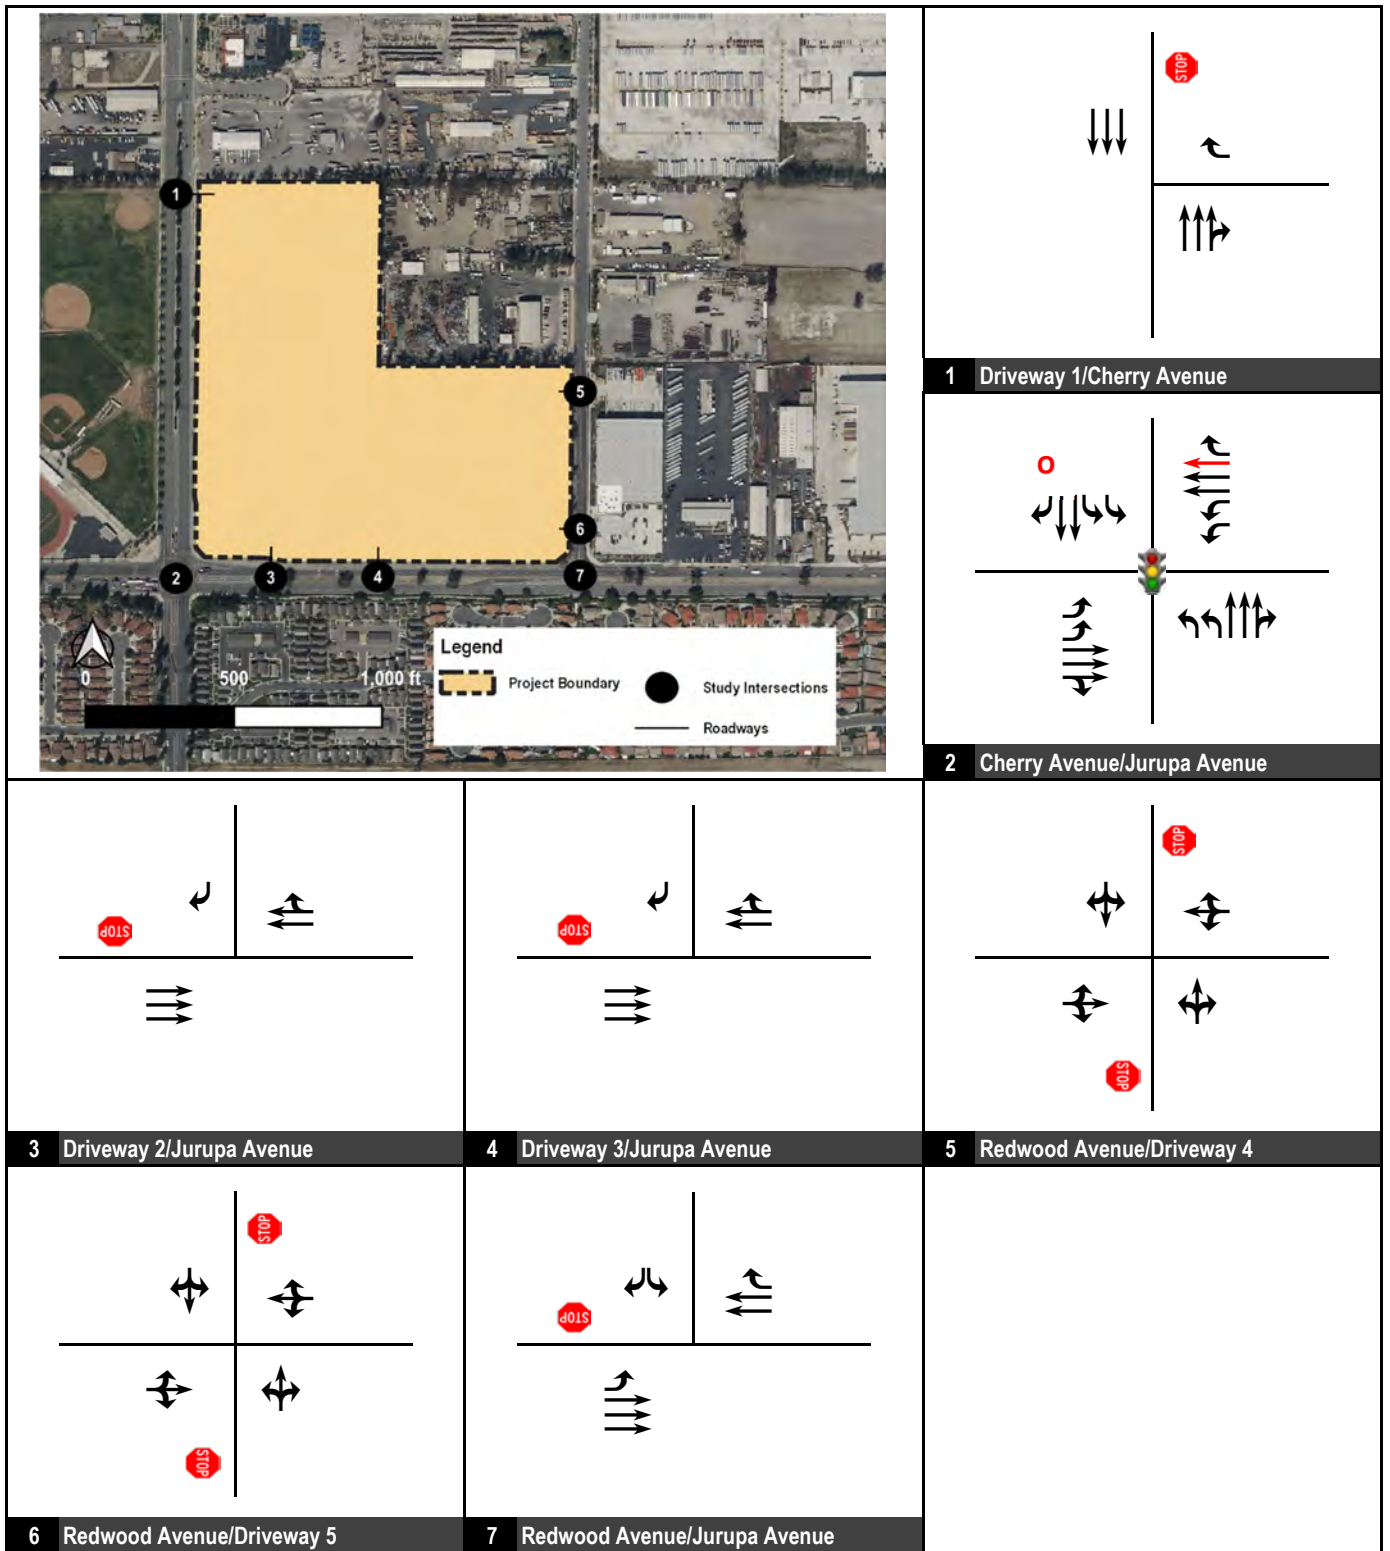 1
2
3
4
5
6
7
0 500 1,000 ft
Legend
Project Boundary
Study Intersections
Roadways
STOP
1 Driveway 1/Cherry Avenue
O
2 Cherry Avenue/Jurupa Avenue
STOP
3 Driveway 2/Jurupa Avenue
STOP
4 Driveway 3/Jurupa Avenue
STOP
STOP
5 Redwood Avenue/Driveway 4
STOP
STOP
6 Redwood Avenue/Driveway 5
STOP
7 Redwood Avenue/Jurupa Avenue